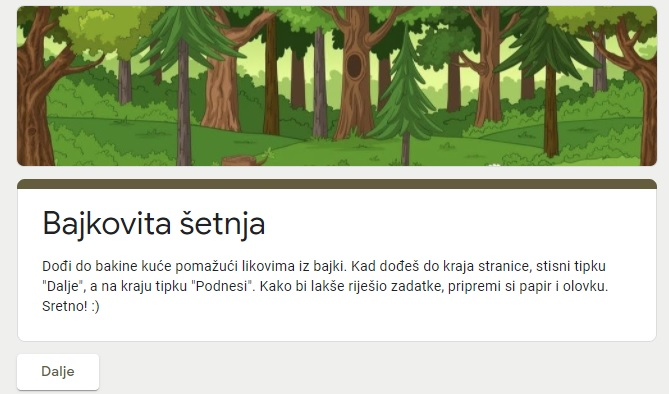 Bajkovita šetnja
Dođi do bakine kuće pomažući likovima iz bajki. Kad dođeš do kraja stranice, stisni tipku
"Dalje", a na kraju tipku "Podnesi". Kako bi lakše riješio zadatke, pripremi si papir i olovku.
Sretno! :)
Dalje